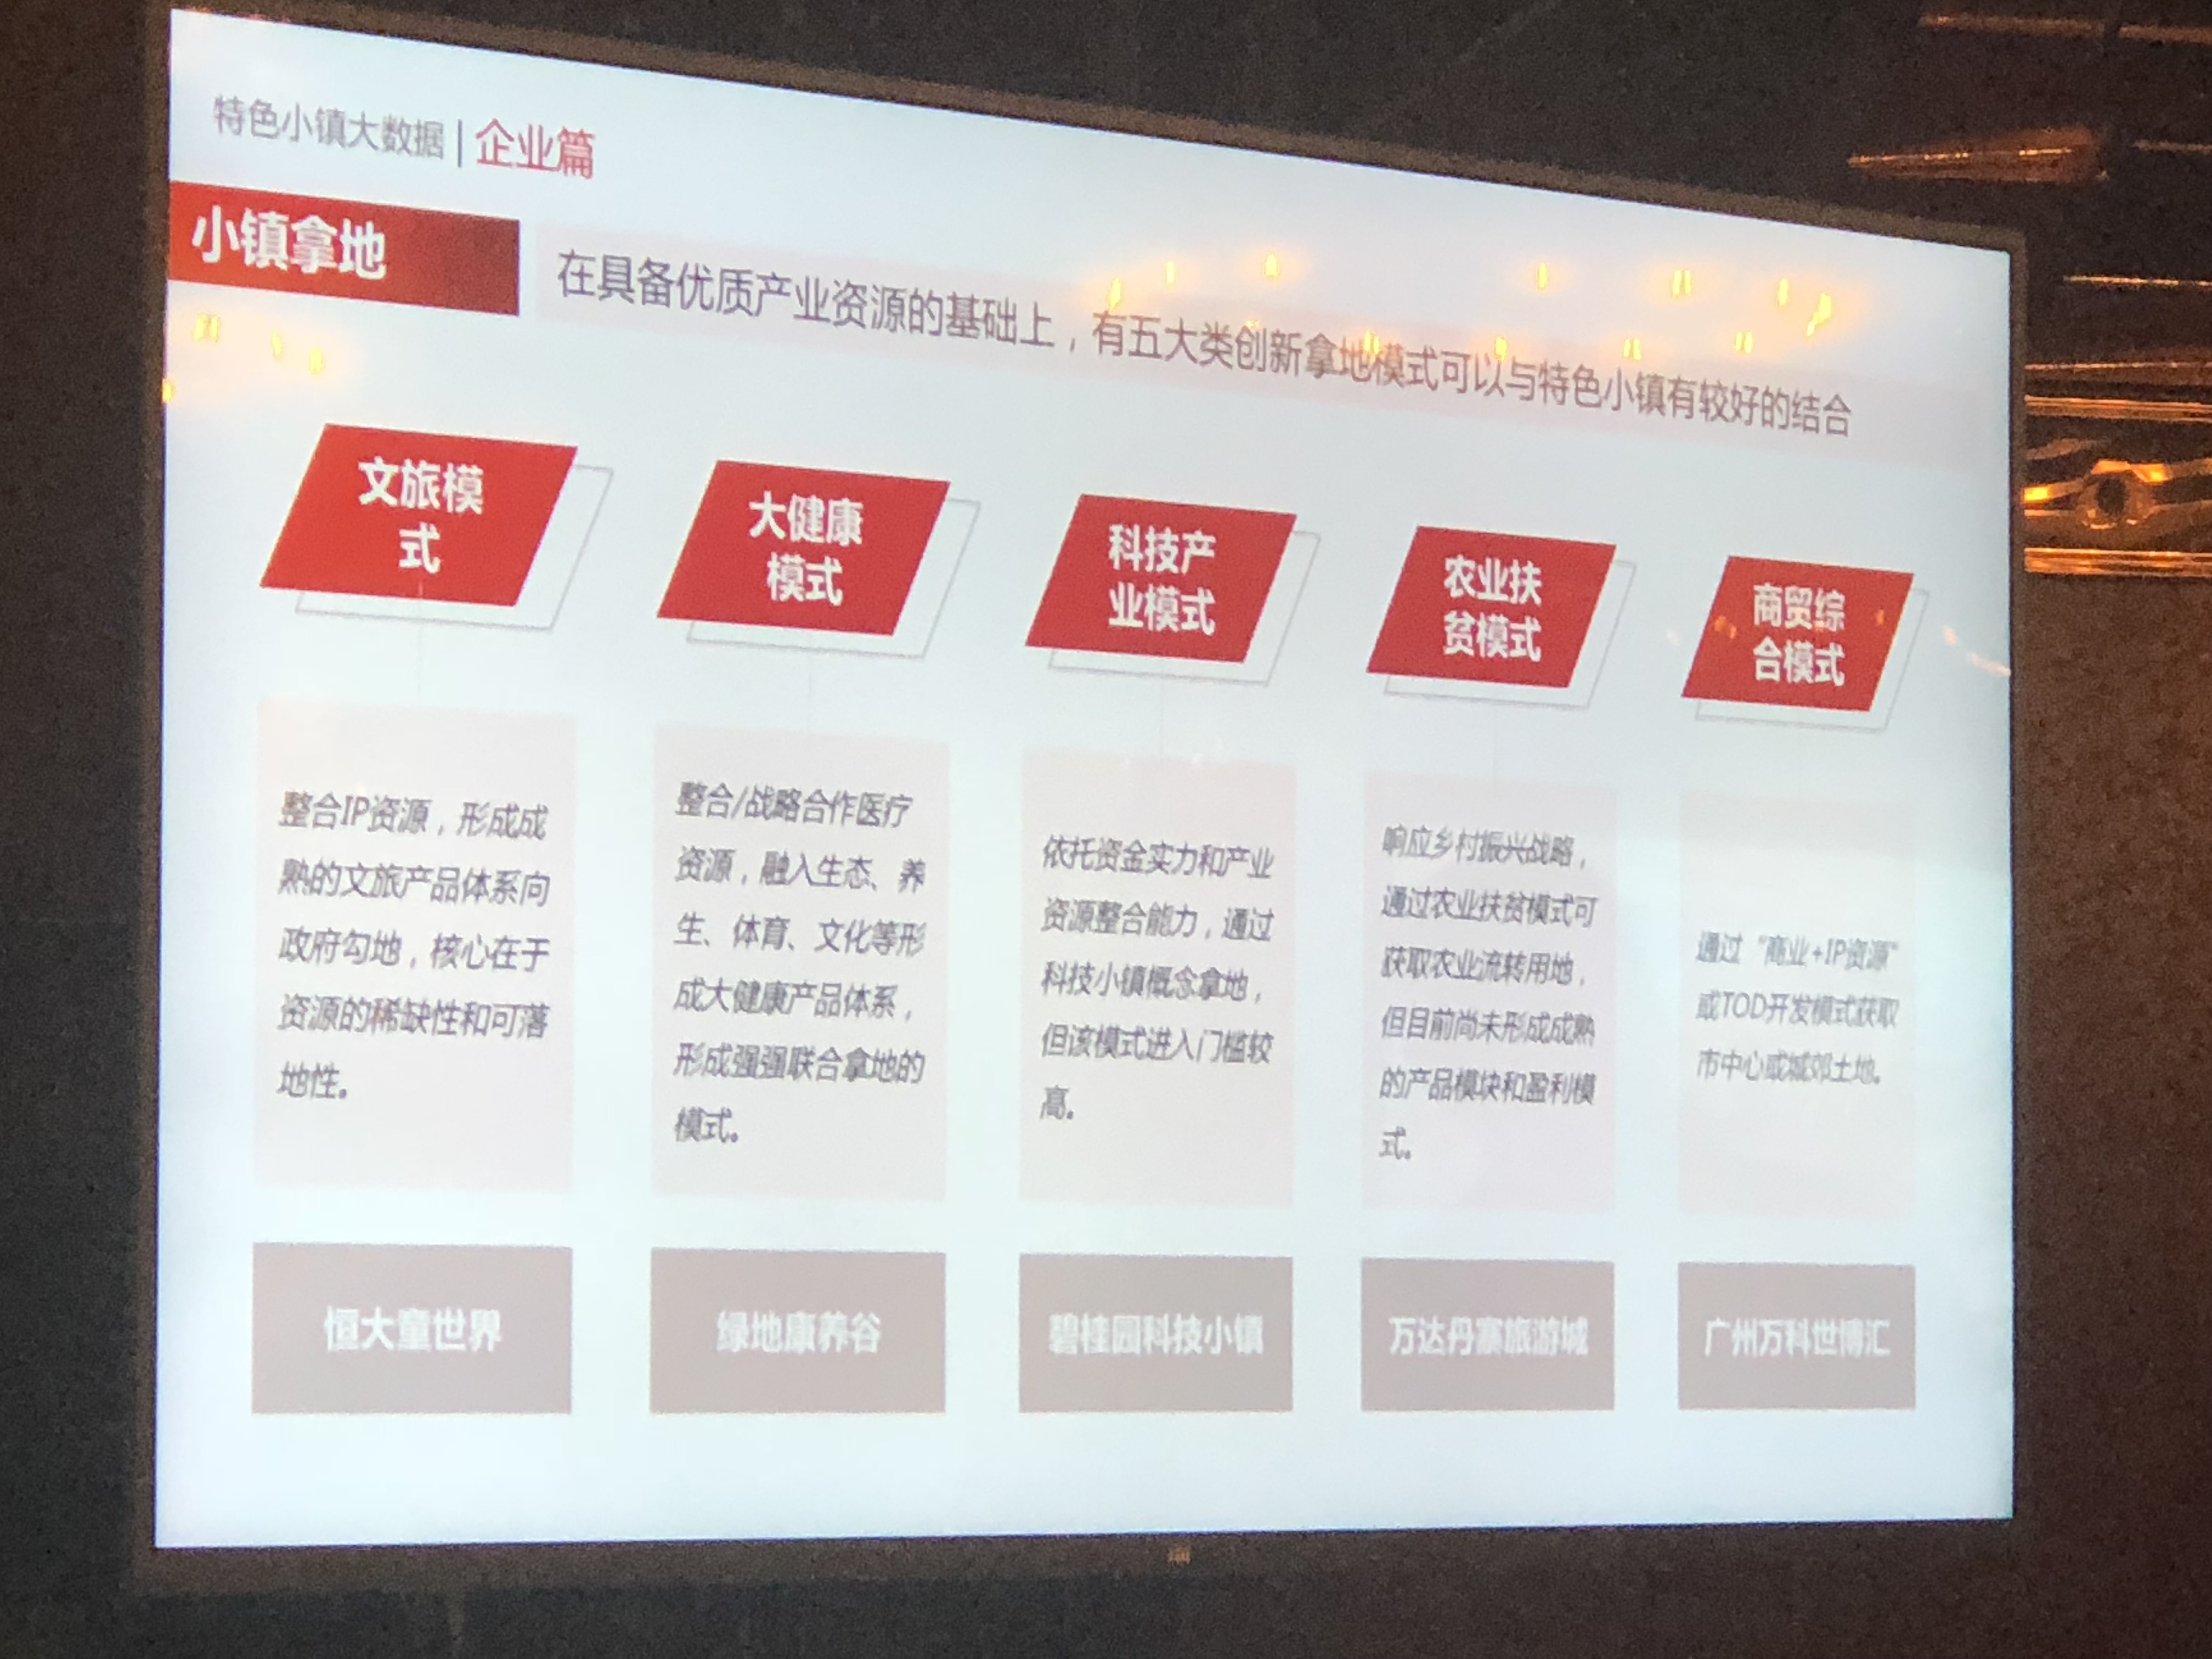 特色小镇大数据|企业篇
小镇拿地
在具备优质产业资源的基础上，有五大类创新拿地模式可以与特色小镇有较好的结合
文旅模
式
整合IP资源，形成成
熟的文旅产品体系向
政府勾地，核心在于
资源的稀缺性和可落
地性。
恒大童世界
大健康
模式
整合/战略合作医疗
资源，融入生态、养
生、体育、文化等形
成大健康产品体系，
形成强强联合拿地的
模式。
绿地康养谷
科技产
业模式
依托资金实力和产业
资源整合能力，通过
科技小镇概念拿地，
但该模式进入门槛较
高。
碧桂园科技小镇
农业扶
贫模式
响应乡村振兴战略，
通过农业扶贫模式可
获取农业流转用地，
但目前尚未形成成熟
的产品模块和盈利模
式。
万达丹寨旅游城
商贸综
合模式
通过“商业+IP资源”
或TOD开发模式获取
市中心或城郊土地。
广州万科世博汇